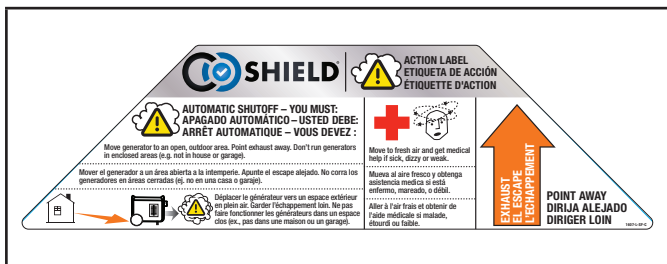 CO SHIELD®
ACTION LABEL
ETIQUETA DE ACCIÓN
ÉTIQUETTE D'ACTION
AUTOMATIC SHUTOFF – YOU MUST:
APAGADO AUTOMÁTICO – USTED DEBE:
ARRÊT AUTOMATIQUE – VOUS DEVEZ :
Move generator to an open, outdoor area. Point exhaust away. Don't run generators
in enclosed areas (e.g. not in house or garage).
Mover el generador a un área abierta a la intemperie. Apunte el escape alejado. No corra los
generadores en áreas cerradas (ej. no en una casa o garaje).
Déplacer le générateur vers un espace extérieur
en plein air. Garder l'échappement loin. Ne pas
faire fonctionner les générateurs dans un espace
clos (ex., pas dans une maison ou un garage).
Move to fresh air and get medical
help if sick, dizzy or weak.
Mueva al aire fresco y obtenga
asistencia medica si está
enfermo, mareado, o débil.
Aller à l'air frais et obtenir de
l'aide médicale si malade,
étourdi ou faible.
EXHAUST
EL ESCAPE
L'ÉCHAPPEMENT
POINT AWAY
DIRIJA ALEJADO
DIRIGER LOIN